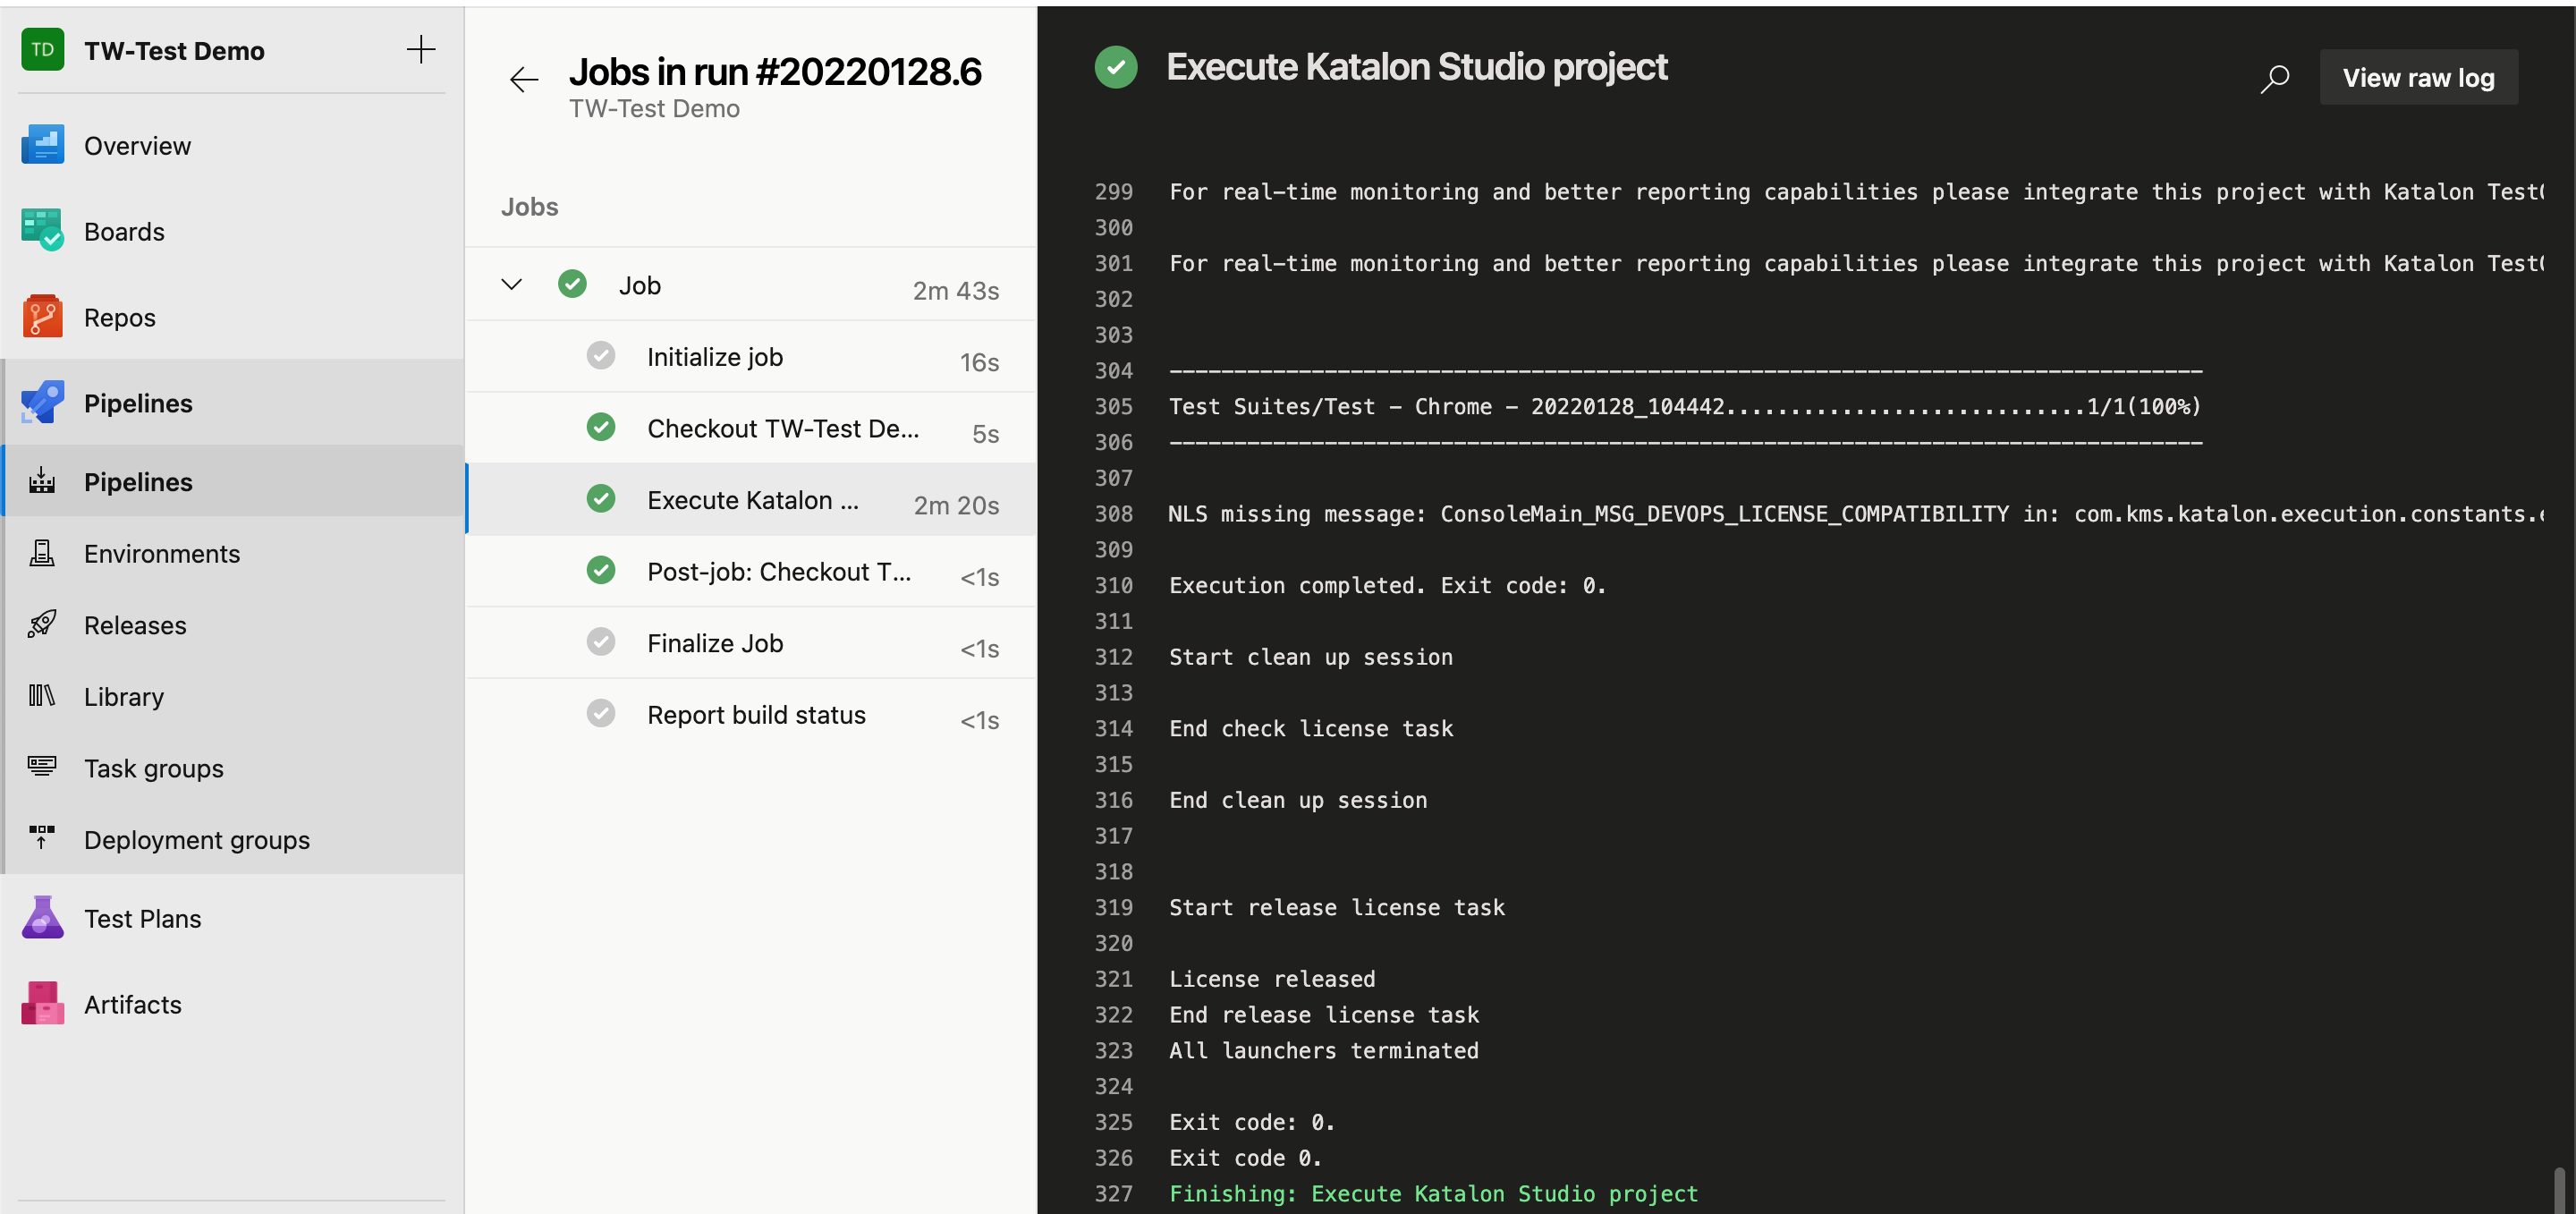 TD TW-Test Demo
Overview
Boards
Repos
Pipelines
Pipelines
Environments
Releases
Library
Task groups
Deployment groups
Test Plans
Artifacts
Jobs in run #20220128.6
TW-Test Demo
Jobs
Job 2m 43s
Initialize job 16s
Checkout TW-Test De... 5s
Execute Katalon ... 2m 20s
Post-job: Checkout T... <1s
Finalize Job <1s
Report build status <1s
Execute Katalon Studio project
View raw log
299 For real-time monitoring and better reporting capabilities please integrate this project with Katalon Test
300
301 For real-time monitoring and better reporting capabilities please integrate this project with Katalon Test
302
303
304 --------------------------------------------------------------------------------
305 Test Suites/Test - Chrome - 20220128_104442............................1/1(100%)
306 --------------------------------------------------------------------------------
307
308 NLS missing message: ConsoleMain_MSG_DEVOPS_LICENSE_COMPATIBILITY in: com.kms.katalon.execution.constants.
309
310 Execution completed. Exit code: 0.
311
312 Start clean up session
313
314 End check license task
315
316 End clean up session
317
318
319 Start release license task
320
321 License released
322 End release license task
323 All launchers terminated
324
325 Exit code: 0.
326 Exit code 0.
327 Finishing: Execute Katalon Studio project